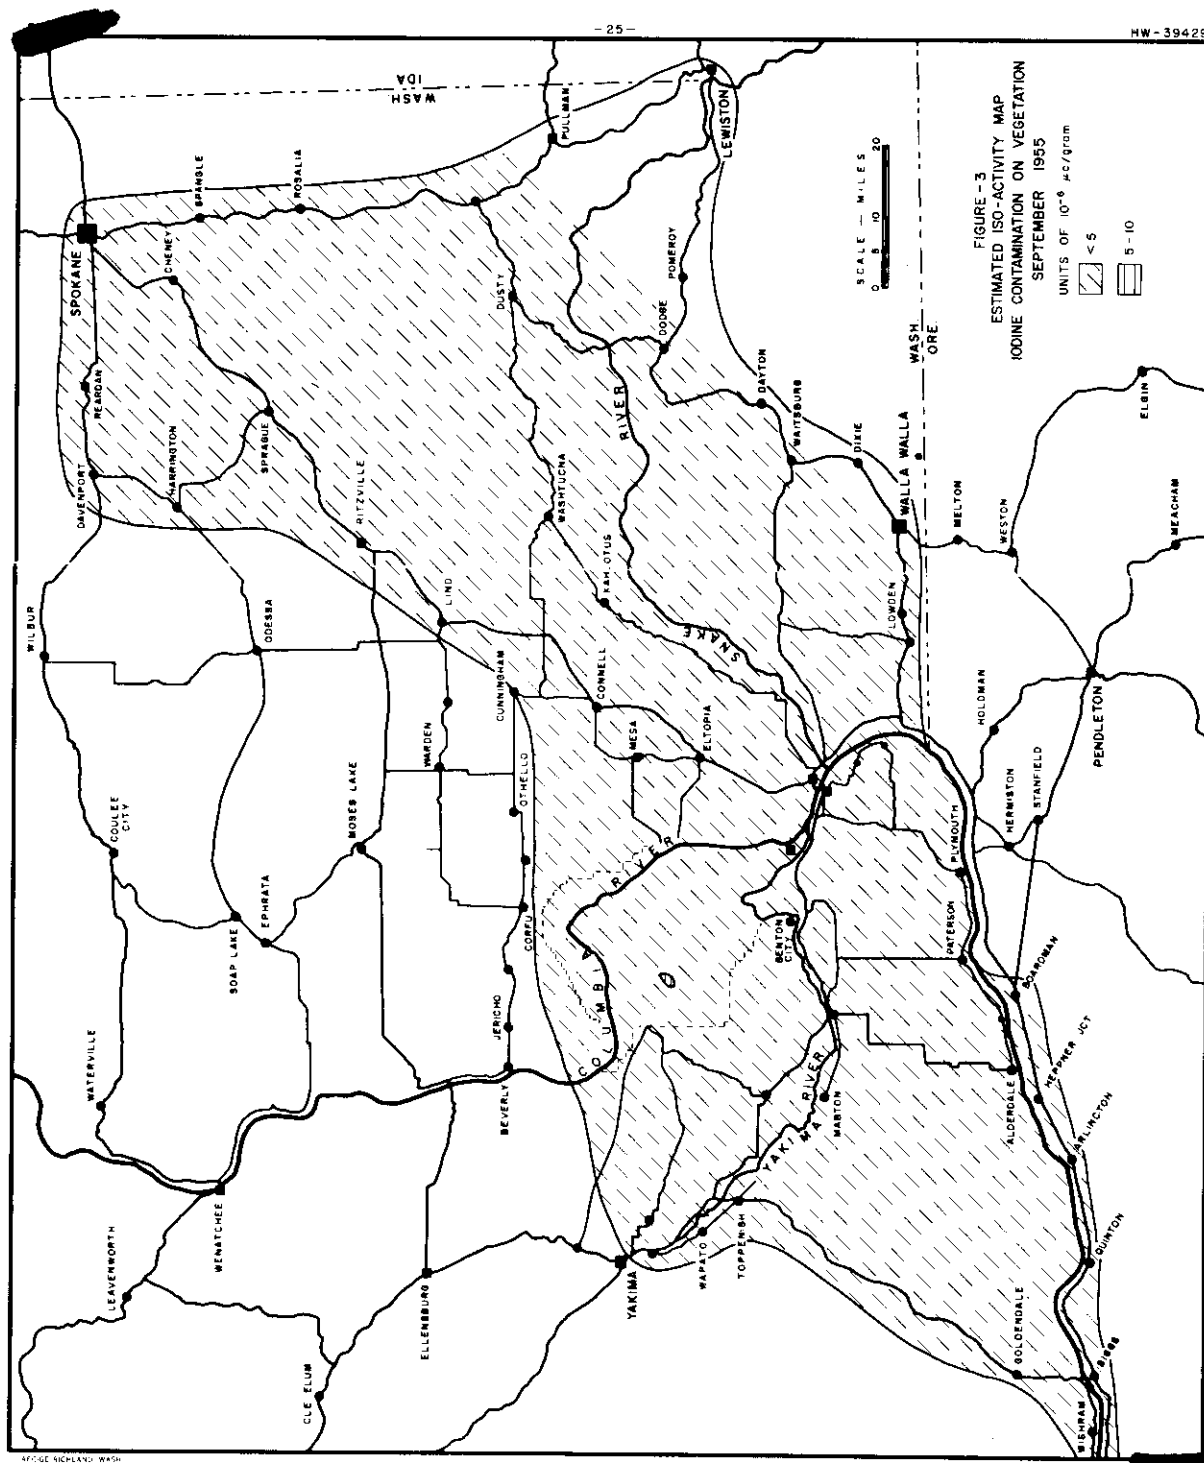 -25-
HW-39429
WASH
IDA
SPOKANE
SPANGLE
ROSALIA
CHENEY
PULLMAN
LEWISTON
REARDAN
DAVENPORT
HARRINGTON
SPRAGUE
RITZVILLE
DUSTY
DODGE
POMEROY
DAYTON
WAITSBURG
DIXIE
WALLA WALLA
WASH
ORE
WILBUR
ODESSA
LIND
WASHTUCNA
KAHLOTUS
SNAKE
RIVER
LOWDEN
MELTON
WESTON
MEACHAM
ELGIN
COULEE
CITY
MOSES LAKE
WARDEN
CUNNINGHAM
OTHELLO
CONNELL
MESA
ELTOPIA
HOLDMAN
PENDLETON
STANFIELD
HERMISTON
PLYMOUTH
PATERSON
BOARDMAN
SOAP LAKE
EPHRATA
CORFU
JERICHO
BEVERLY
COLUMBIA
RIVER
BENTON
CITY
WATERVILLE
WENATCHEE
LEAVENWORTH
CLE ELUM
ELLENSBURG
YAKIMA
WAPATO
TOPPENISH
YAKIMA
RIVER
MABTON
ALDERDALE
HEPPNER JCT
ARLINGTON
QUINTON
GOLDENDALE
BIGGS
WISHRAM
SCALE — MILES
0 5 10 20
FIGURE-3
ESTIMATED ISO-ACTIVITY MAP
IODINE CONTAMINATION ON VEGETATION
SEPTEMBER 1955
UNITS OF 10⁻⁶ µc/gram
< 5
5-10
AEC-GE RICHLAND, WASH